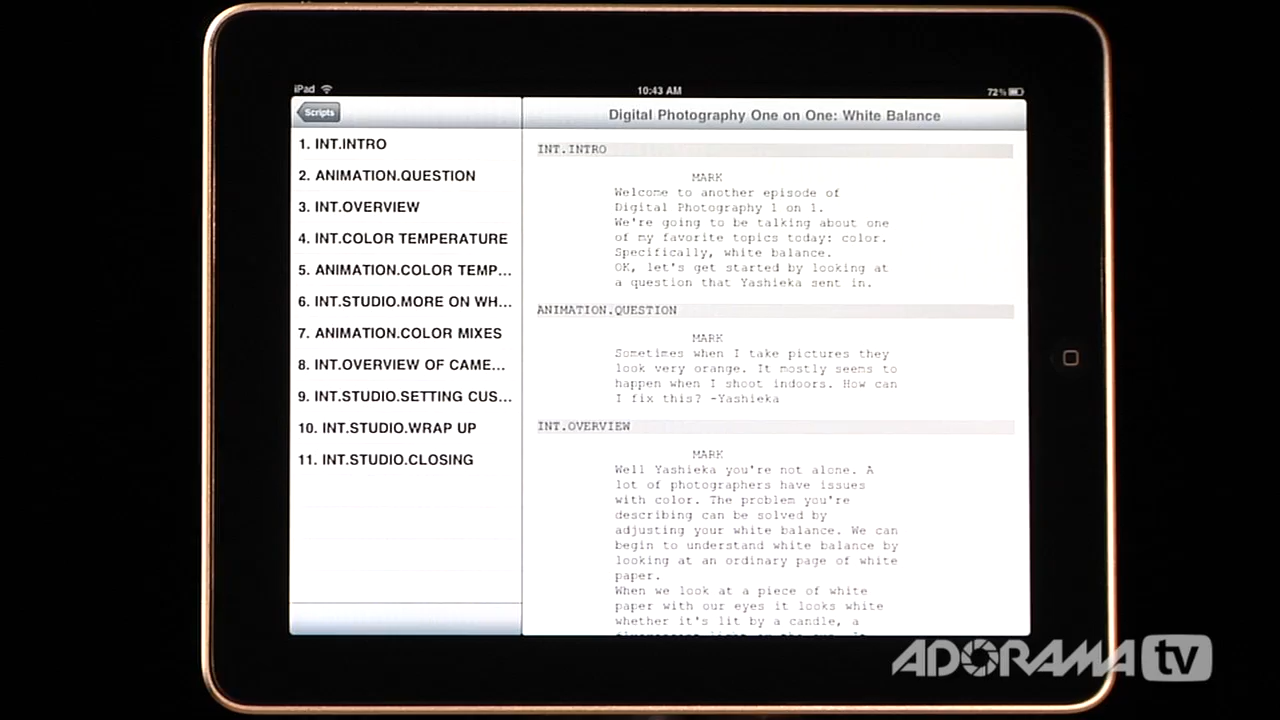 iPad
10:43 AM
72%
Scripts
Digital Photography One on One: White Balance
1. INT.INTRO
2. ANIMATION.QUESTION
3. INT.OVERVIEW
4. INT.COLOR TEMPERATURE
5. ANIMATION.COLOR TEMP...
6. INT.STUDIO.MORE ON WH...
7. ANIMATION.COLOR MIXES
8. INT.OVERVIEW OF CAME...
9. INT.STUDIO.SETTING CUS...
10. INT.STUDIO.WRAP UP
11. INT.STUDIO.CLOSING
INT.INTRO
MARK
Welcome to another episode of
Digital Photography 1 on 1.
We're going to be talking about one
of my favorite topics today: color.
Specifically, white balance.
OK, let's get started by looking at
a question that Yashieka sent in.
ANIMATION.QUESTION
MARK
Sometimes when I take pictures they
look very orange. It mostly seems to
happen when I shoot indoors. How can
I fix this? -Yashieka
INT.OVERVIEW
MARK
Well Yashieka you're not alone. A
lot of photographers have issues
with color. The problem you're
describing can be solved by
adjusting your white balance. We can
begin to understand white balance by
looking at an ordinary page of white
paper.
When we look at a piece of white
paper with our eyes it looks white
whether it's lit by a candle, a
ADORAMA tv